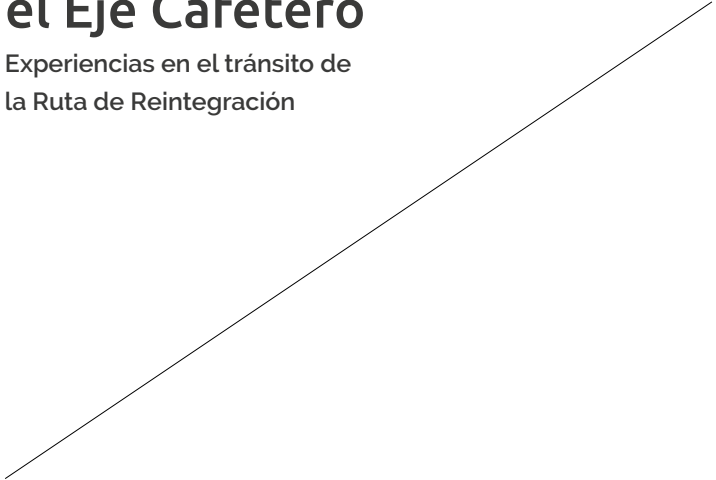 el Eje Cafetero
Experiencias en el tránsito de
la Ruta de Reintegración